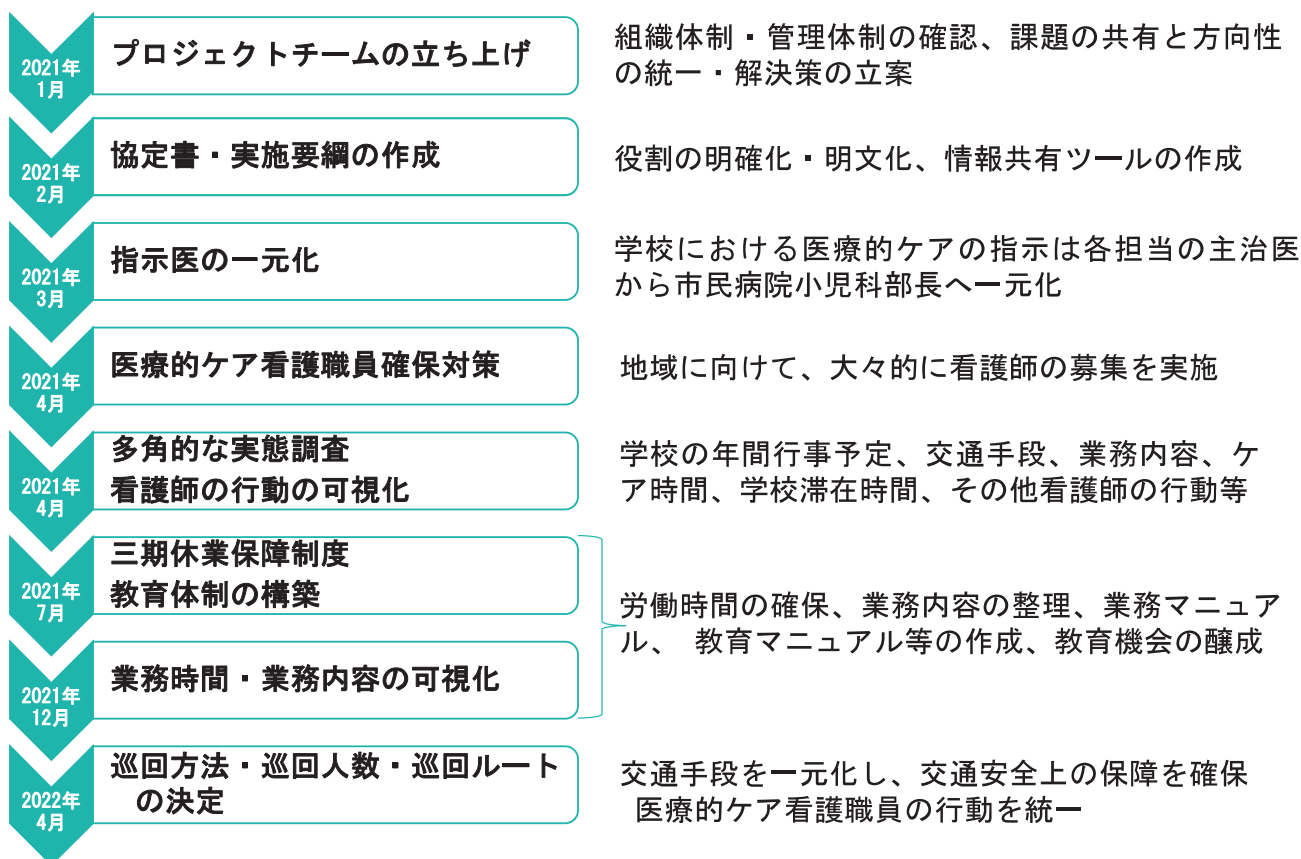 2021年
1月
プロジェクトチームの立ち上げ
組織体制・管理体制の確認、課題の共有と方向性
の統一・解決策の立案
2021年
2月
協定書・実施要綱の作成
役割の明確化・明文化、情報共有ツールの作成
2021年
3月
指示医の一元化
学校における医療的ケアの指示は各担当の主治医
から市民病院小児科部長へ一元化
2021年
4月
医療的ケア看護職員確保対策
地域に向けて、大々的に看護師の募集を実施
2021年
4月
多角的な実態調査
看護師の行動の可視化
学校の年間行事予定、交通手段、業務内容、ケ
ア時間、学校滞在時間、その他看護師の行動等
2021年
7月
三期休業保障制度
教育体制の構築
労働時間の確保、業務内容の整理、業務マニュア
ル、 教育マニュアル等の作成、教育機会の醸成
2021年
12月
業務時間・業務内容の可視化
2022年
4月
巡回方法・巡回人数・巡回ルート
の決定
交通手段を一元化し、交通安全上の保障を確保
医療的ケア看護職員の行動を統一